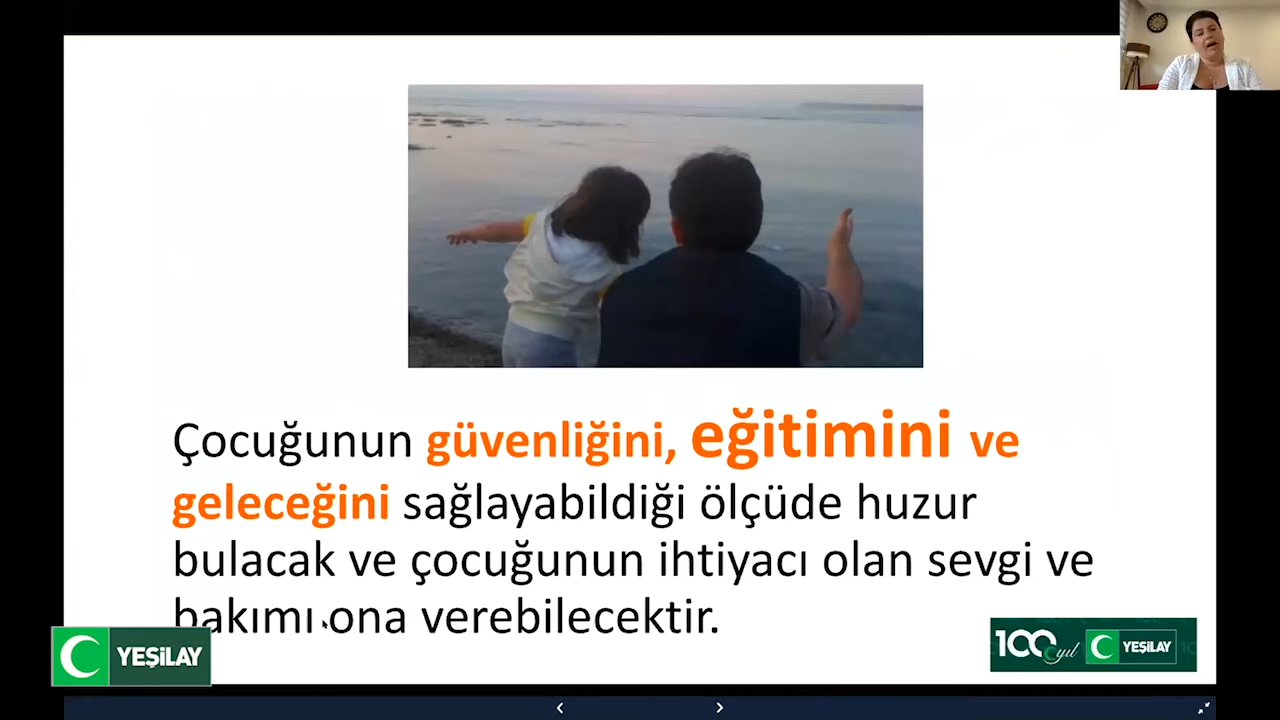 Çocuğunun güvenliğini, eğitimini ve
geleceğini sağlayabildiği ölçüde huzur
bulacak ve çocuğunun ihtiyacı olan sevgi ve
bakımı ona verebilecektir.
YEŞİLAY
100 yıl YEŞİLAY